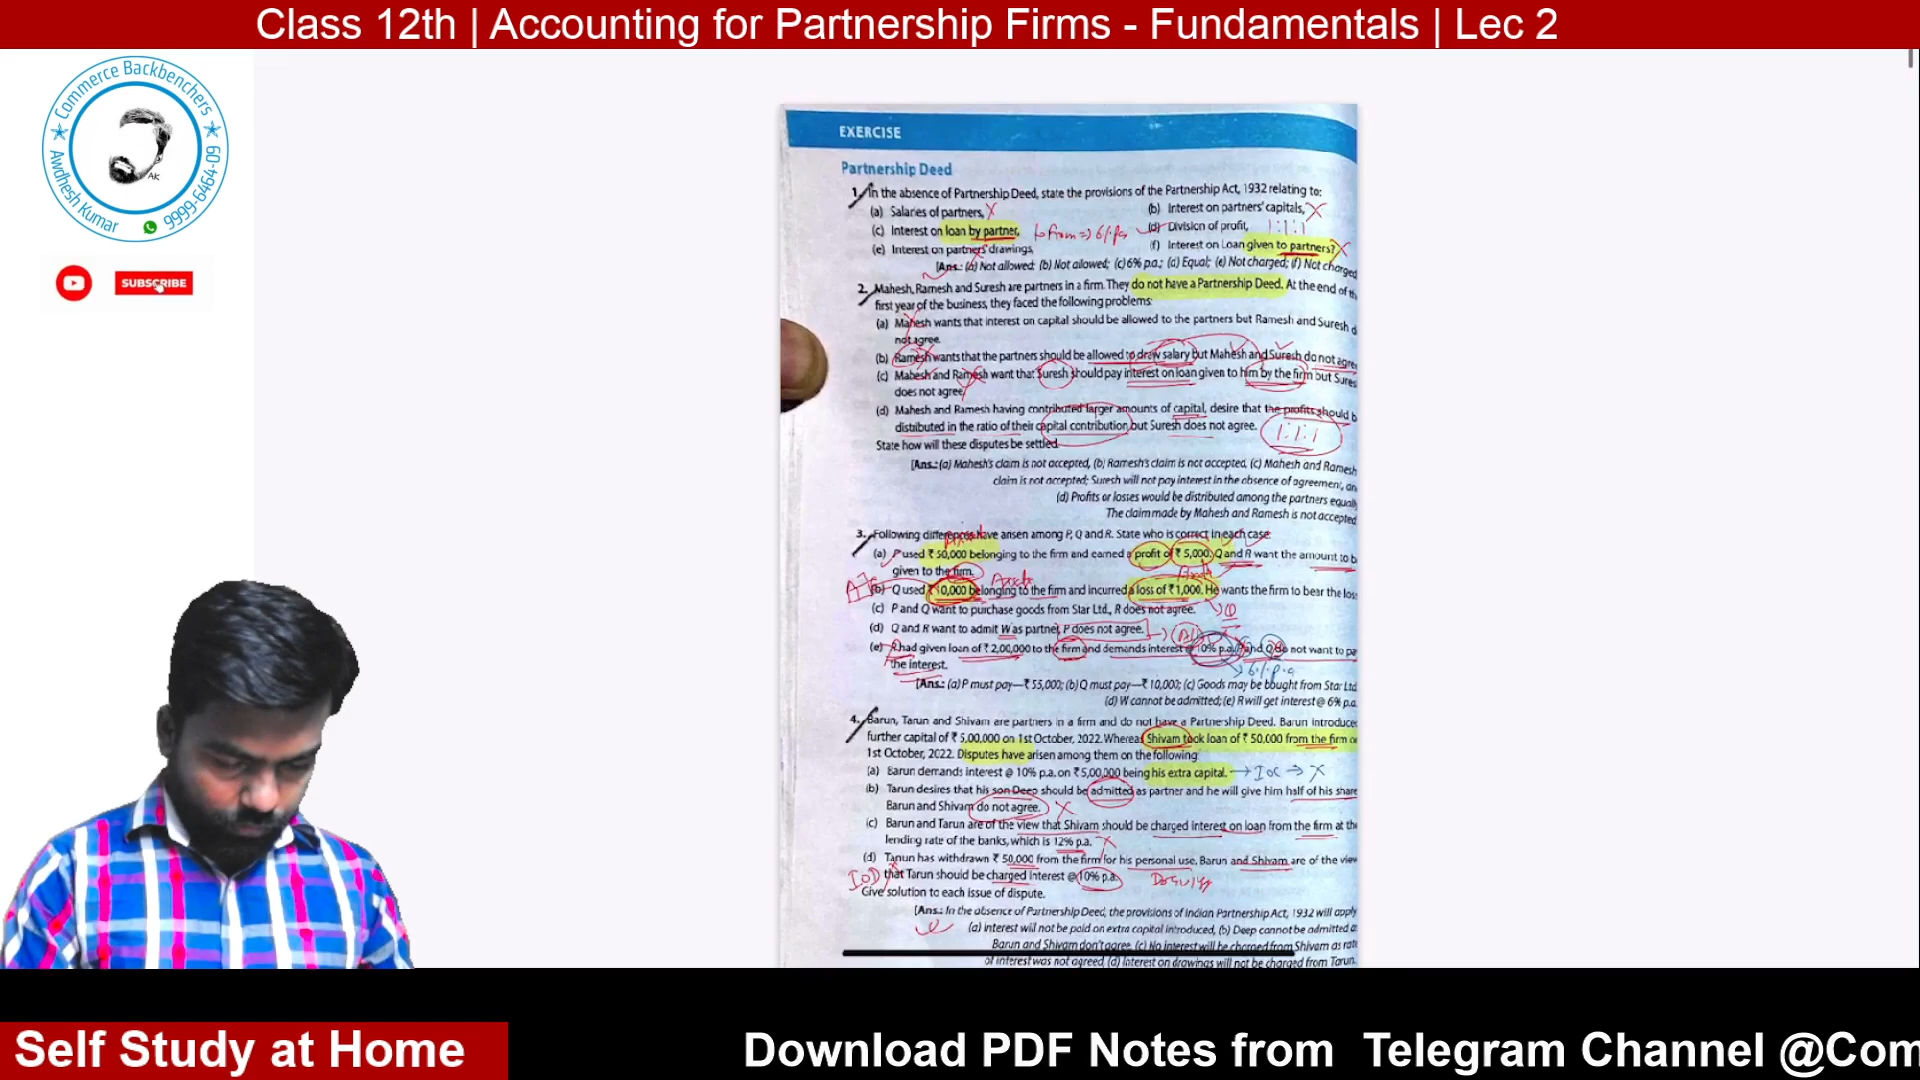 Class 12th | Accounting for Partnership Firms - Fundamentals | Lec 2
Commerce Backbenchers
AK
Awdhesh Kumar
9999-6464-09
SUBSCRIBE
EXERCISE
Partnership Deed
1. In the absence of Partnership Deed, state the provisions of the Partnership Act, 1932 relating to:
(a) Salaries of partners, X
(b) Interest on partners' capitals, X
(c) Interest on loan by partner, to firm => 6% p.a
(d) Division of profit, 1:1:1
(e) Interest on partners' drawings,
(f) Interest on Loan given to partners? X
[Ans.: (a) Not allowed; (b) Not allowed; (c) 6% p.a.; (d) Equal; (e) Not charged; (f) Not charged
2. Mahesh, Ramesh and Suresh are partners in a firm. They do not have a Partnership Deed. At the end of
first year of the business, they faced the following problems:
(a) Mahesh wants that interest on capital should be allowed to the partners but Ramesh and Suresh d
not agree.
(b) Ramesh wants that the partners should be allowed to draw salary but Mahesh and Suresh do not agree
(c) Mahesh and Ramesh want that Suresh should pay interest on loan given to him by the firm but Sures
does not agree
(d) Mahesh and Ramesh having contributed larger amounts of capital, desire that the profits should b
distributed in the ratio of their capital contribution but Suresh does not agree. 1:1:1
State how will these disputes be settled.
[Ans.: (a) Mahesh's claim is not accepted, (b) Ramesh's claim is not accepted, (c) Mahesh and Ramesh
claim is not accepted; Suresh will not pay interest in the absence of agreement, an
(d) Profits or losses would be distributed among the partners equall
The claim made by Mahesh and Ramesh is not accepted
3. Following differences have arisen among P, Q and R. State who is correct in each case:
(a) P used ₹ 50,000 belonging to the firm and earned a profit of ₹ 5,000. Q and R want the amount to b
given to the firm.
Assets
(b) Q used ₹ 10,000 belonging to the firm and incurred a loss of ₹ 1,000. He wants the firm to bear the los
(c) P and Q want to purchase goods from Star Ltd., R does not agree.
(d) Q and R want to admit W as partner, P does not agree.
(e) R had given loan of ₹ 2,00,000 to the firm and demands interest @ 10% p.a. P and Q do not want to pa
the interest. 6% p.a
[Ans.: (a) P must pay—₹ 55,000; (b) Q must pay—₹ 10,000; (c) Goods may be bought from Star Ltd
(d) W cannot be admitted; (e) R will get interest @ 6% p.a.
4. Barun, Tarun and Shivam are partners in a firm and do not have a Partnership Deed. Barun introduce
further capital of ₹ 5,00,000 on 1st October, 2022. Whereas Shivam took loan of ₹ 50,000 from the firm o
1st October, 2022. Disputes have arisen among them on the following:
(a) Barun demands interest @ 10% p.a. on ₹ 5,00,000 being his extra capital. → IOC → X
(b) Tarun desires that his son Deep should be admitted as partner and he will give him half of his share
Barun and Shivam do not agree. X
(c) Barun and Tarun are of the view that Shivam should be charged interest on loan from the firm at the
lending rate of the banks, which is 12% p.a. X
(d) Tarun has withdrawn ₹ 50,000 from the firm for his personal use. Barun and Shivam are of the view
IOD that Tarun should be charged interest @ 10% p.a.
Give solution to each issue of dispute.
[Ans.: In the absence of Partnership Deed, the provisions of Indian Partnership Act, 1932 will apply
(a) interest will not be paid on extra capital introduced, (b) Deep cannot be admitted a
Barun and Shivam don't agree, (c) No interest will be charged from Shivam as rat
of interest was not agreed, (d) Interest on drawings will not be charged from Tarun.
Self Study at Home
Download PDF Notes from Telegram Channel @Com